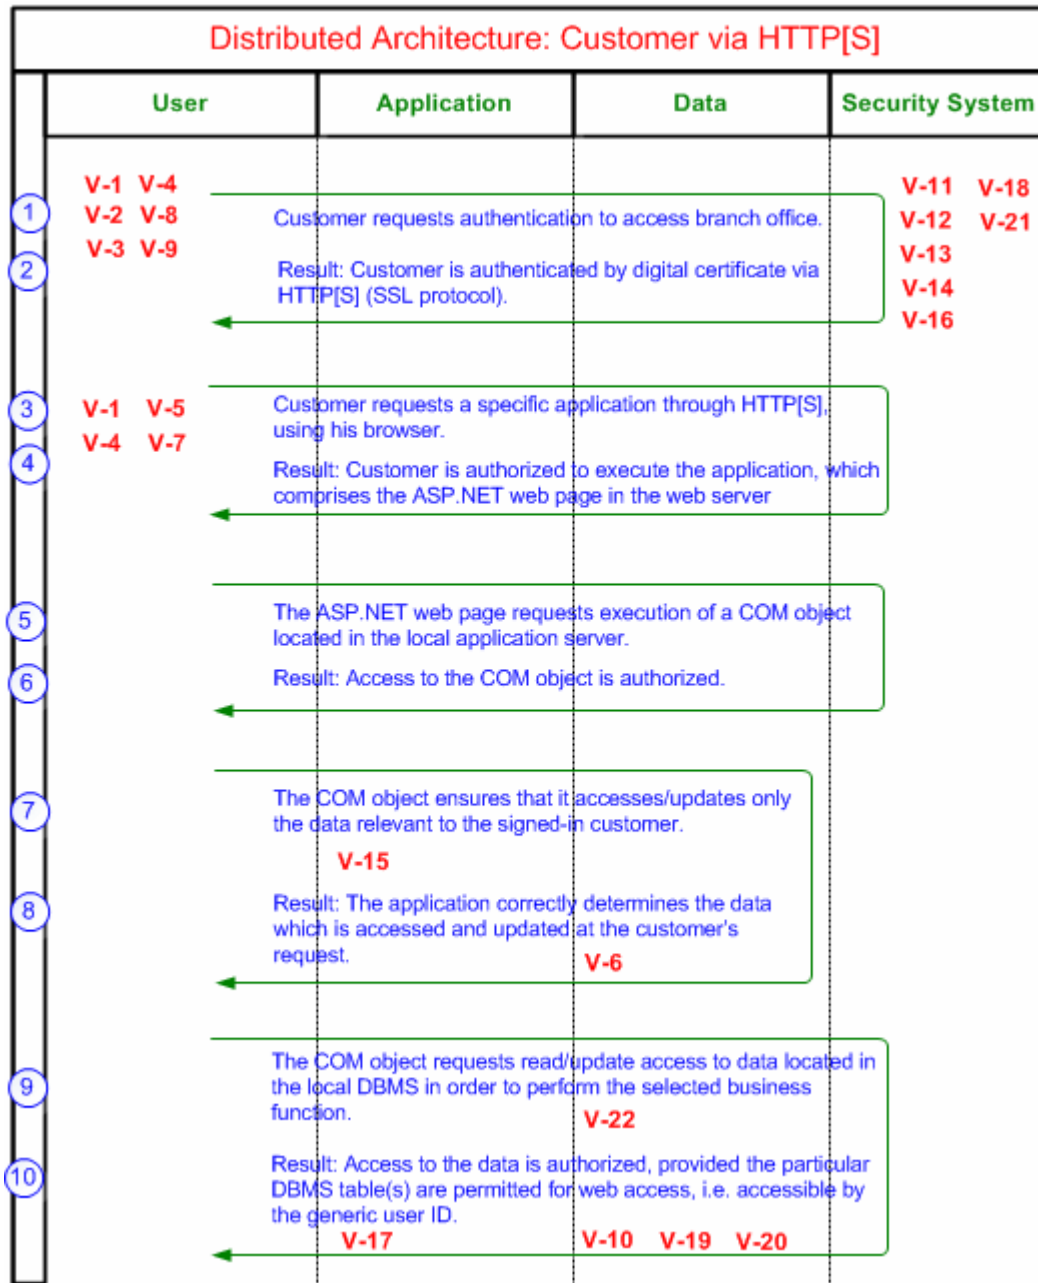 Distributed Architecture: Customer via HTTP[S]
User
Application
Data
Security System
V-1 V-4
V-2 V-8
V-3 V-9
V-11 V-18
V-12 V-21
V-13
V-14
V-16
1
Customer requests authentication to access branch office.
2
Result: Customer is authenticated by digital certificate via
HTTP[S] (SSL protocol).
3
V-1 V-5
V-4 V-7
Customer requests a specific application through HTTP[S],
using his browser.
4
Result: Customer is authorized to execute the application, which
comprises the ASP.NET web page in the web server
5
The ASP.NET web page requests execution of a COM object
located in the local application server.
6
Result: Access to the COM object is authorized.
7
The COM object ensures that it accesses/updates only
the data relevant to the signed-in customer.
V-15
8
Result: The application correctly determines the data
which is accessed and updated at the customer's
request.
V-6
9
The COM object requests read/update access to data located in
the local DBMS in order to perform the selected business
function.
V-22
10
Result: Access to the data is authorized, provided the particular
DBMS table(s) are permitted for web access, i.e. accessible by
the generic user ID.
V-17
V-10 V-19 V-20